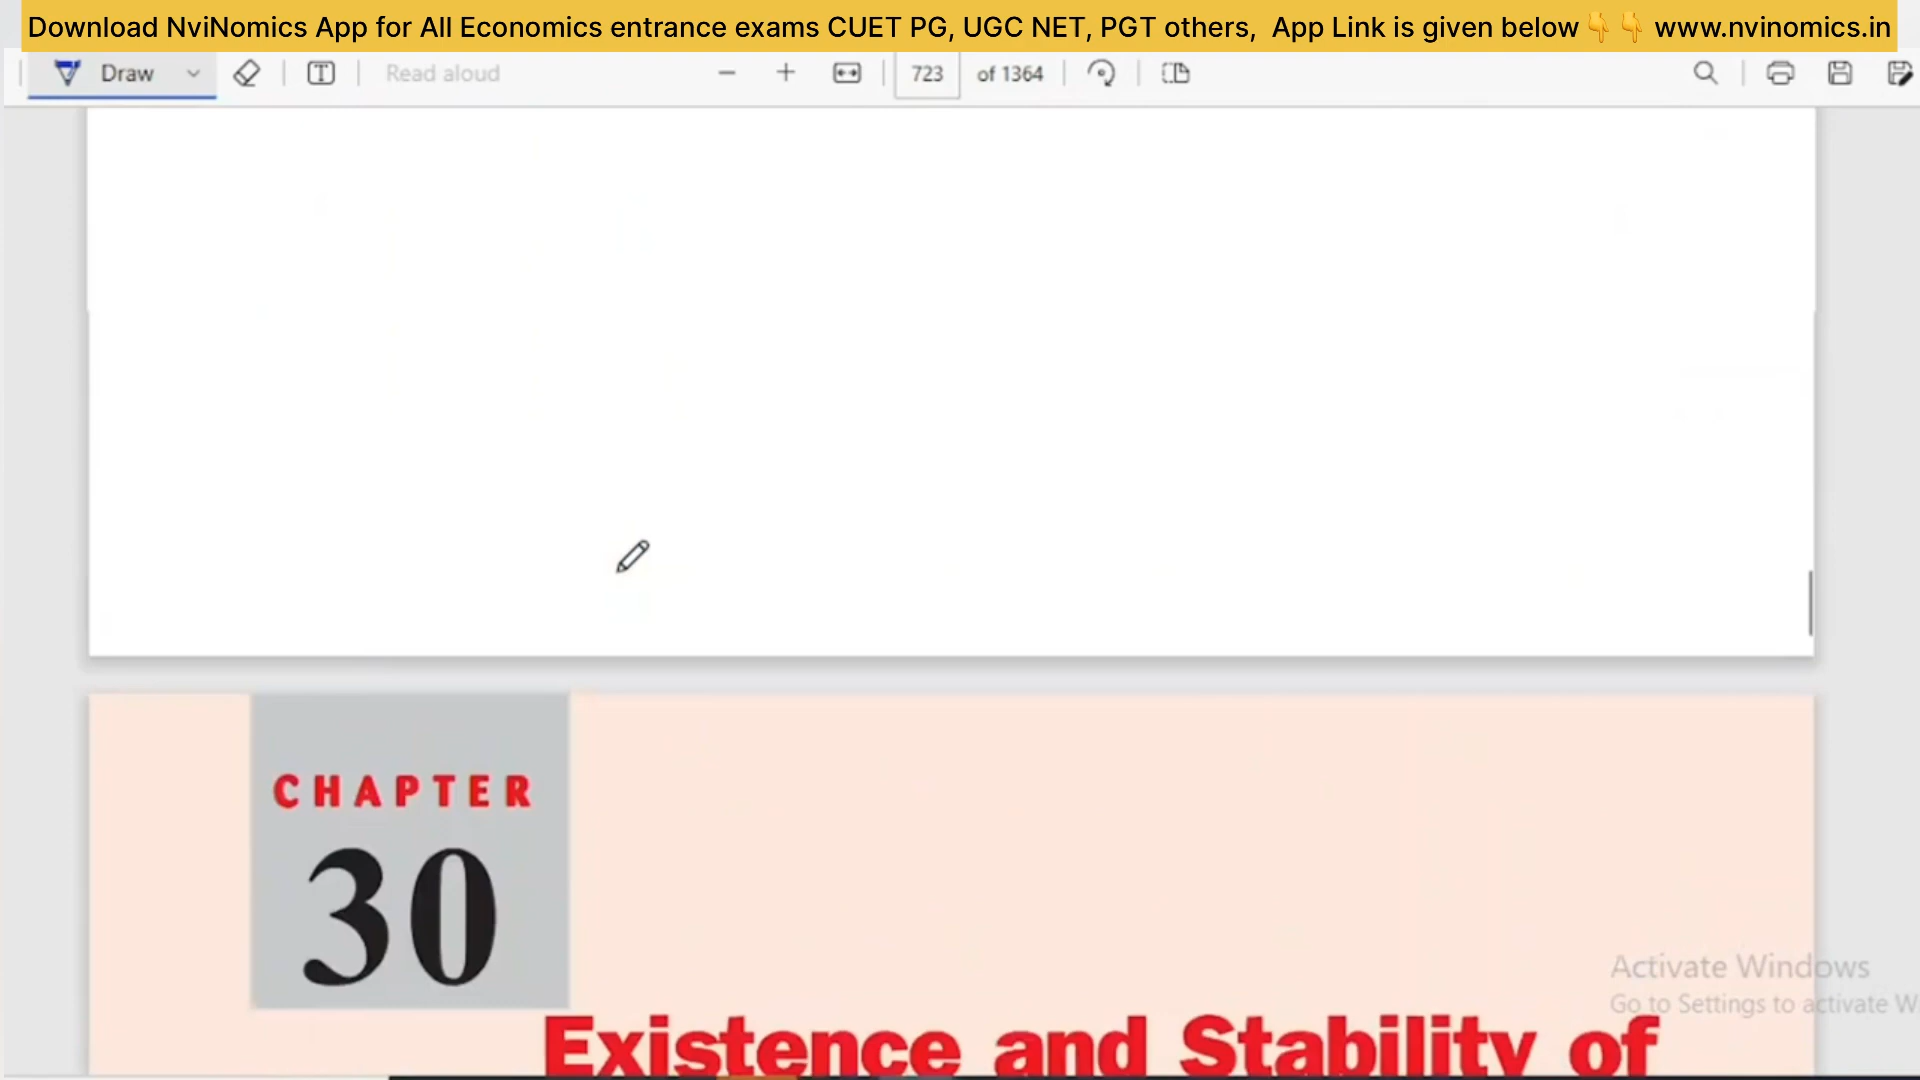 Download NviNomics App for All Economics entrance exams CUET PG, UGC NET, PGT others, App Link is given below👇👇 www.nvinomics.in
Draw
Read aloud
723 of 1364
CHAPTER
30
Existence and Stability of
Activate Windows
Go to Settings to activate W